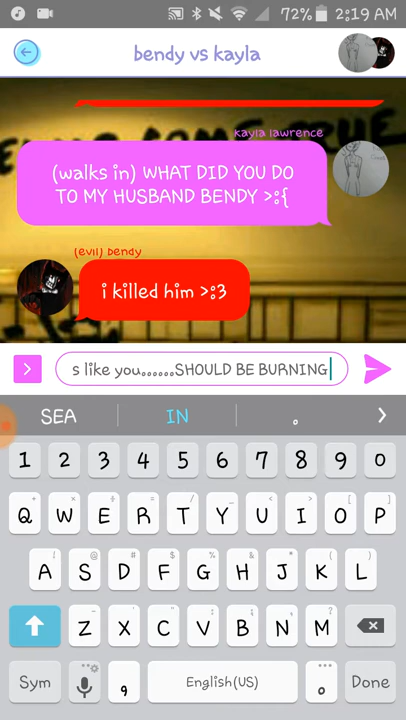 72% 2:19 AM
bendy vs kayla
COME TRUE
kayla lawrence
(walks in) WHAT DID YOU DO
TO MY HUSBAND BENDY >:{
(evil) bendy
i killed him >:3
s like you......SHOULD BE BURNING
SEA IN .
1 2 3 4 5 6 7 8 9 0
Q W E R T Y U I O P
A S D F G H J K L
Z X C V B N M
Sym , English(US) . Done